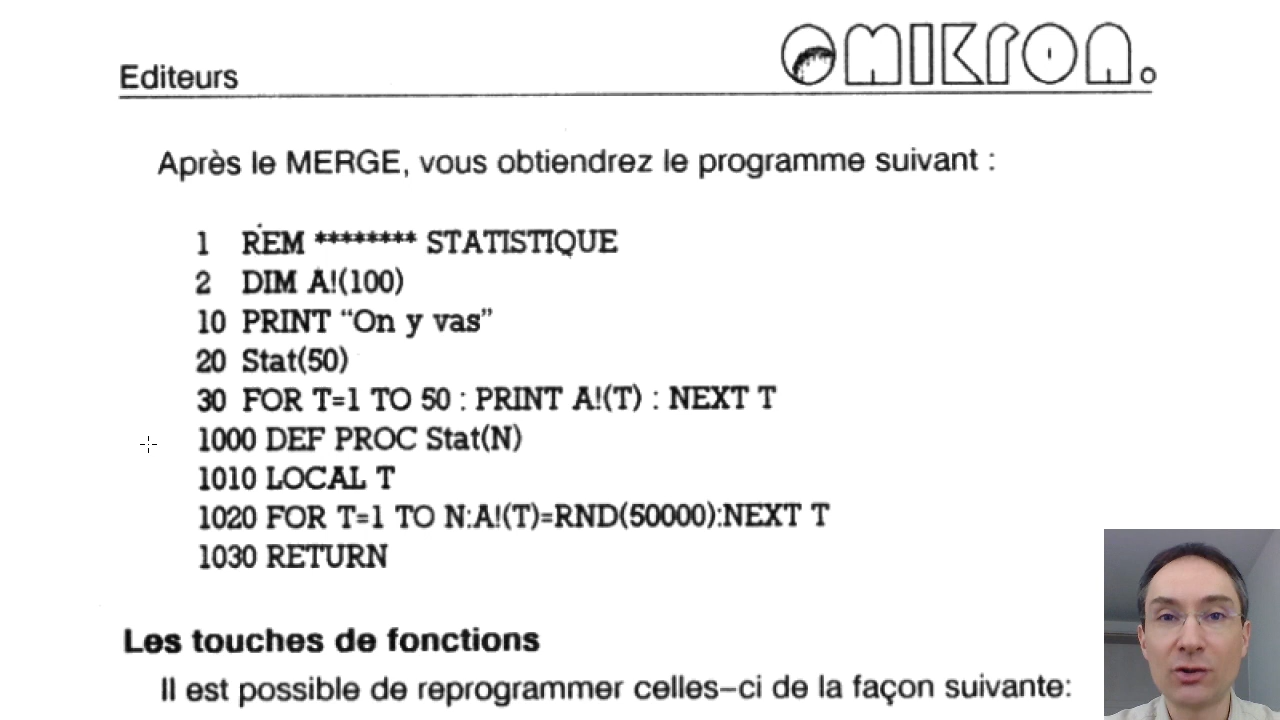 OMIKRON.
Editeurs
Après le MERGE, vous obtiendrez le programme suivant :
1 REM ******** STATISTIQUE
2 DIM A!(100)
10 PRINT “On y vas”
20 Stat(50)
30 FOR T=1 TO 50 : PRINT A!(T) : NEXT T
1000 DEF PROC Stat(N)
1010 LOCAL T
1020 FOR T=1 TO N:A!(T)=RND(50000):NEXT T
1030 RETURN
Les touches de fonctions
Il est possible de reprogrammer celles–ci de la façon suivante: